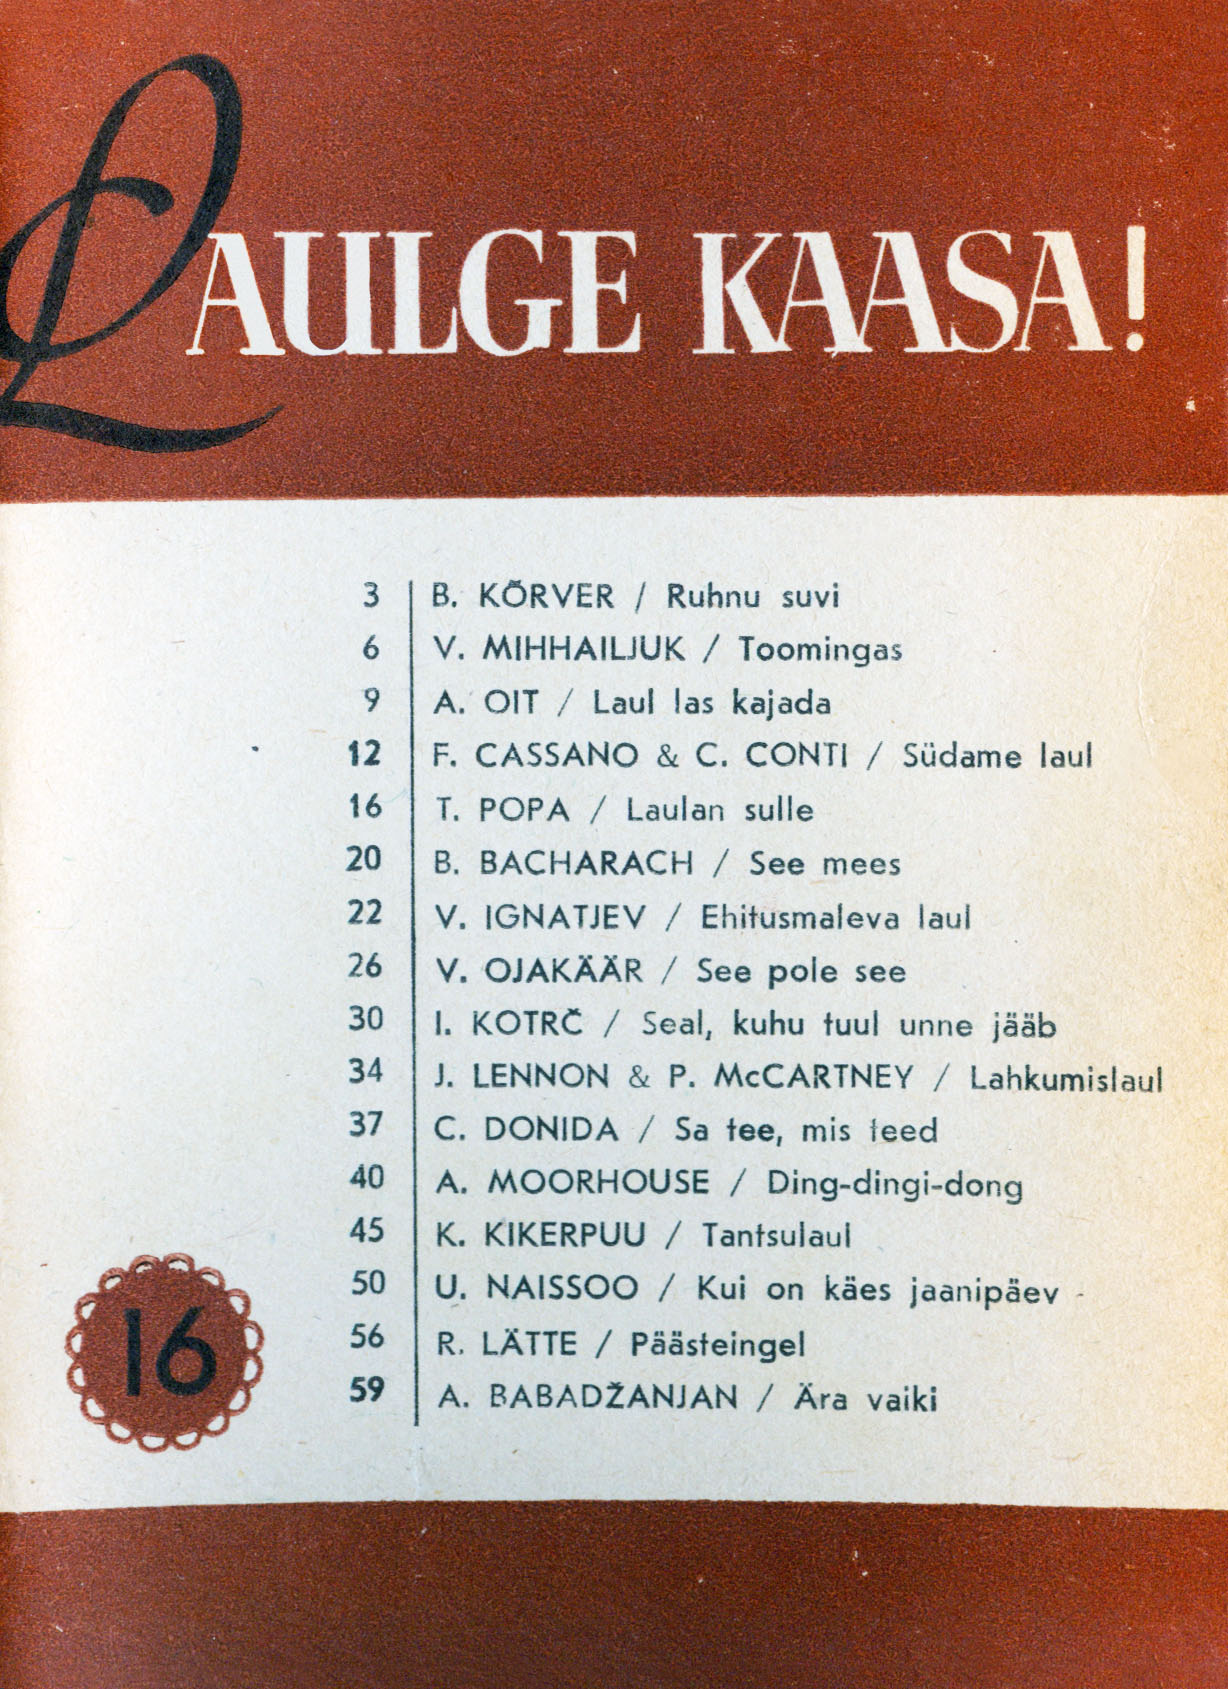 LAULGE KAASA!
3 B. KÕRVER / Ruhnu suvi
6 V. MIHHAILJUK / Toomingas
9 A. OIT / Laul las kajada
12 F. CASSANO & C. CONTI / Südame laul
16 T. POPA / Laulan sulle
20 B. BACHARACH / See mees
22 V. IGNATJEV / Ehitusmaleva laul
26 V. OJAKÄÄR / See pole see
30 I. KOTRČ / Seal, kuhu tuul unne jääb
34 J. LENNON & P. McCARTNEY / Lahkumislaul
37 C. DONIDA / Sa tee, mis teed
40 A. MOORHOUSE / Ding-dingi-dong
45 K. KIKERPUU / Tantsulaul
50 U. NAISSOO / Kui on käes jaanipäev
56 R. LÄTTE / Päästeingel
59 A. BABADŽANJAN / Ära vaiki
16